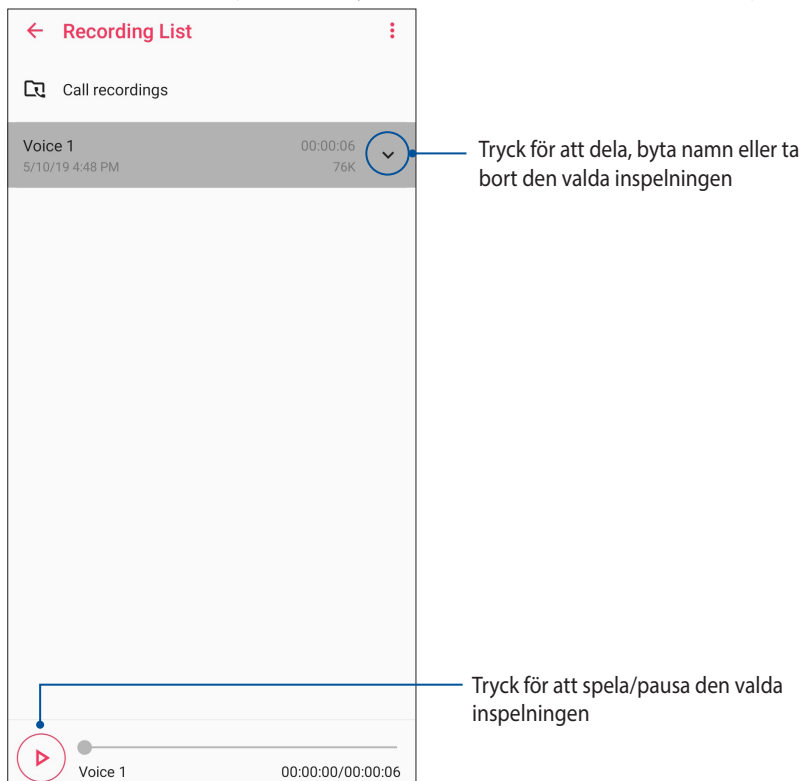 Recording List
Call recordings
Voice 1 00:00:06
5/10/19 4:48 PM 76K
Tryck för att dela, byta namn eller ta
bort den valda inspelningen
Tryck för att spela/pausa den valda
inspelningen
Voice 1 00:00:00/00:00:06